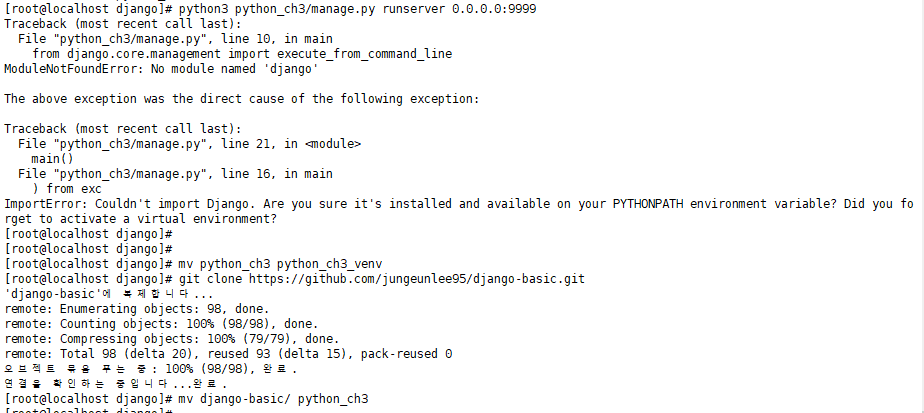 [root@localhost django]# python3 python_ch3/manage.py runserver 0.0.0.0:9999
Traceback (most recent call last):
  File "python_ch3/manage.py", line 10, in main
    from django.core.management import execute_from_command_line
ModuleNotFoundError: No module named 'django'

The above exception was the direct cause of the following exception:

Traceback (most recent call last):
  File "python_ch3/manage.py", line 21, in <module>
    main()
  File "python_ch3/manage.py", line 16, in main
    ) from exc
ImportError: Couldn't import Django. Are you sure it's installed and available on your PYTHONPATH environment variable? Did you fo
rget to activate a virtual environment?
[root@localhost django]#
[root@localhost django]#
[root@localhost django]# mv python_ch3 python_ch3_venv
[root@localhost django]# git clone https://github.com/jungeunlee95/django-basic.git
'django-basic'에 복제합니다...
remote: Enumerating objects: 98, done.
remote: Counting objects: 100% (98/98), done.
remote: Compressing objects: 100% (79/79), done.
remote: Total 98 (delta 20), reused 93 (delta 15), pack-reused 0
오브젝트 묶음 푸는 중: 100% (98/98), 완료.
연결을 확인하는 중입니다...완료.
[root@localhost django]# mv django-basic/ python_ch3
[root@localhost django]#